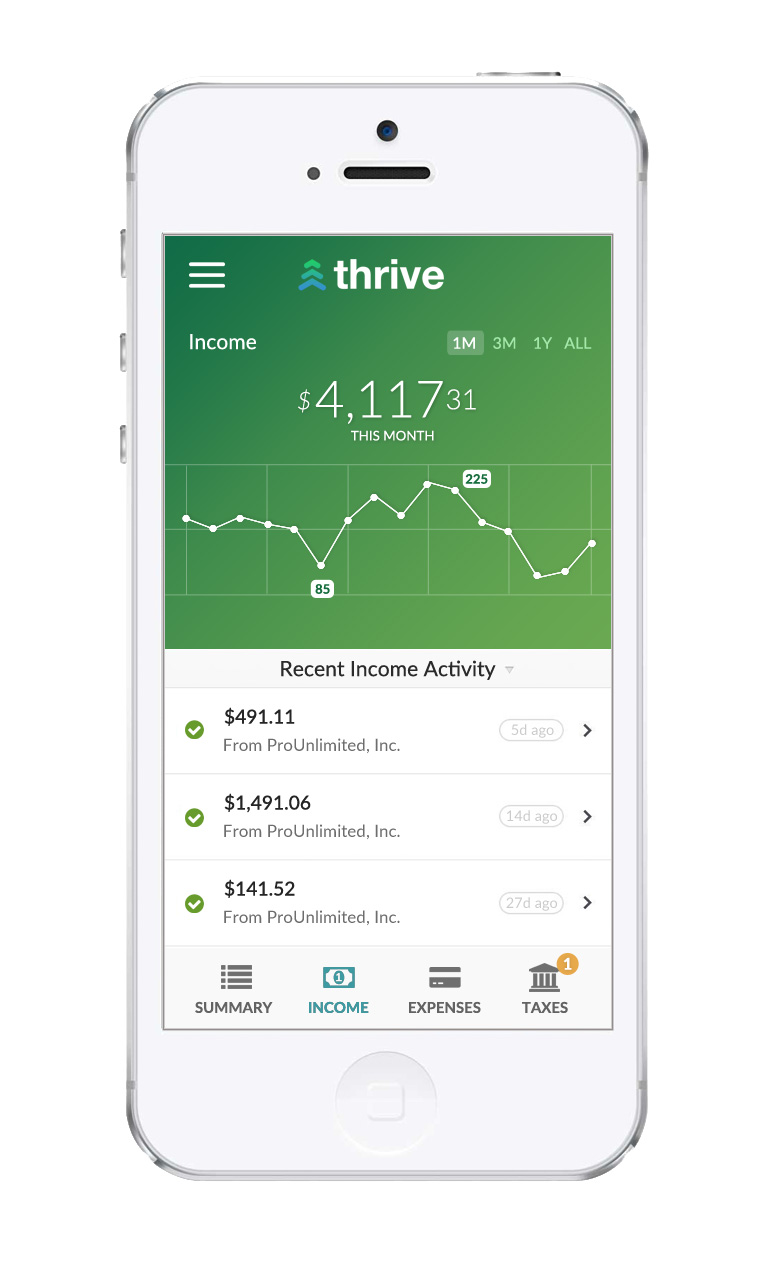 thrive
Income
1M 3M 1Y ALL
$4,11731
THIS MONTH
225
85
Recent Income Activity
$491.11
From ProUnlimited, Inc.
5d ago
$1,491.06
From ProUnlimited, Inc.
14d ago
$141.52
From ProUnlimited, Inc.
27d ago
1
1
SUMMARY INCOME EXPENSES TAXES